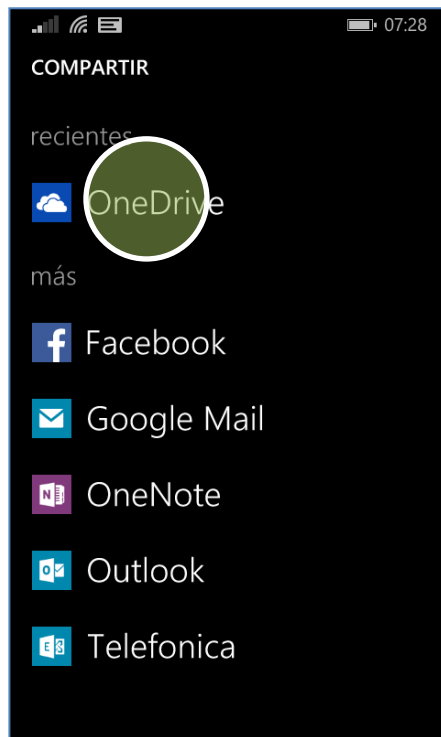 07:28
COMPARTIR
recientes
OneDrive
más
Facebook
Google Mail
OneNote
Outlook
Telefonica